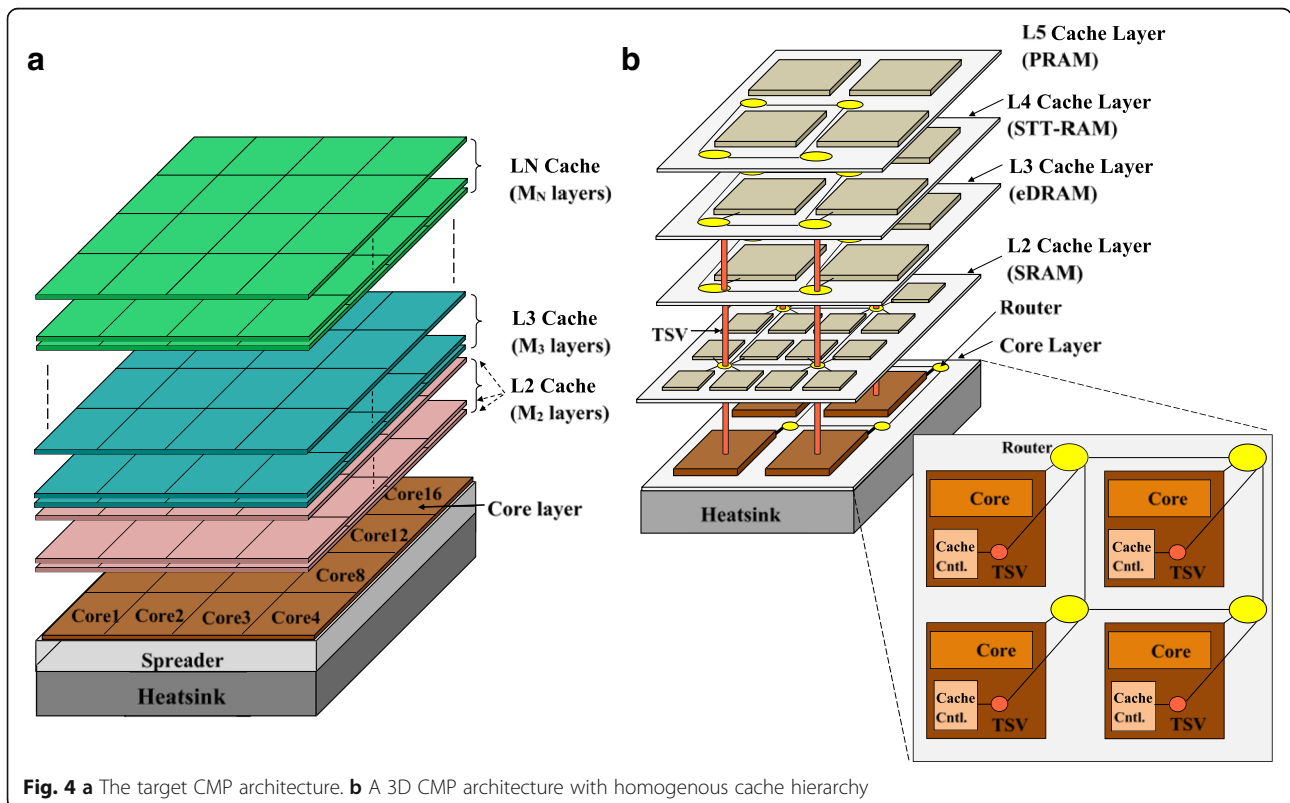 a
LN Cache
(M_N layers)
L3 Cache
(M_3 layers)
L2 Cache
(M_2 layers)
Core layer
Core16
Core12
Core8
Core1
Core2
Core3
Core4
Spreader
Heatsink
b
L5 Cache Layer
(PRAM)
L4 Cache Layer
(STT-RAM)
L3 Cache Layer
(eDRAM)
L2 Cache Layer
(SRAM)
Router
TSV
Core Layer
Heatsink
Router
Core
Cache
Cntl.
TSV
Core
Cache
Cntl.
TSV
Core
Cache
Cntl.
TSV
Core
Cache
Cntl.
TSV
Fig. 4 a The target CMP architecture. b A 3D CMP architecture with homogenous cache hierarchy